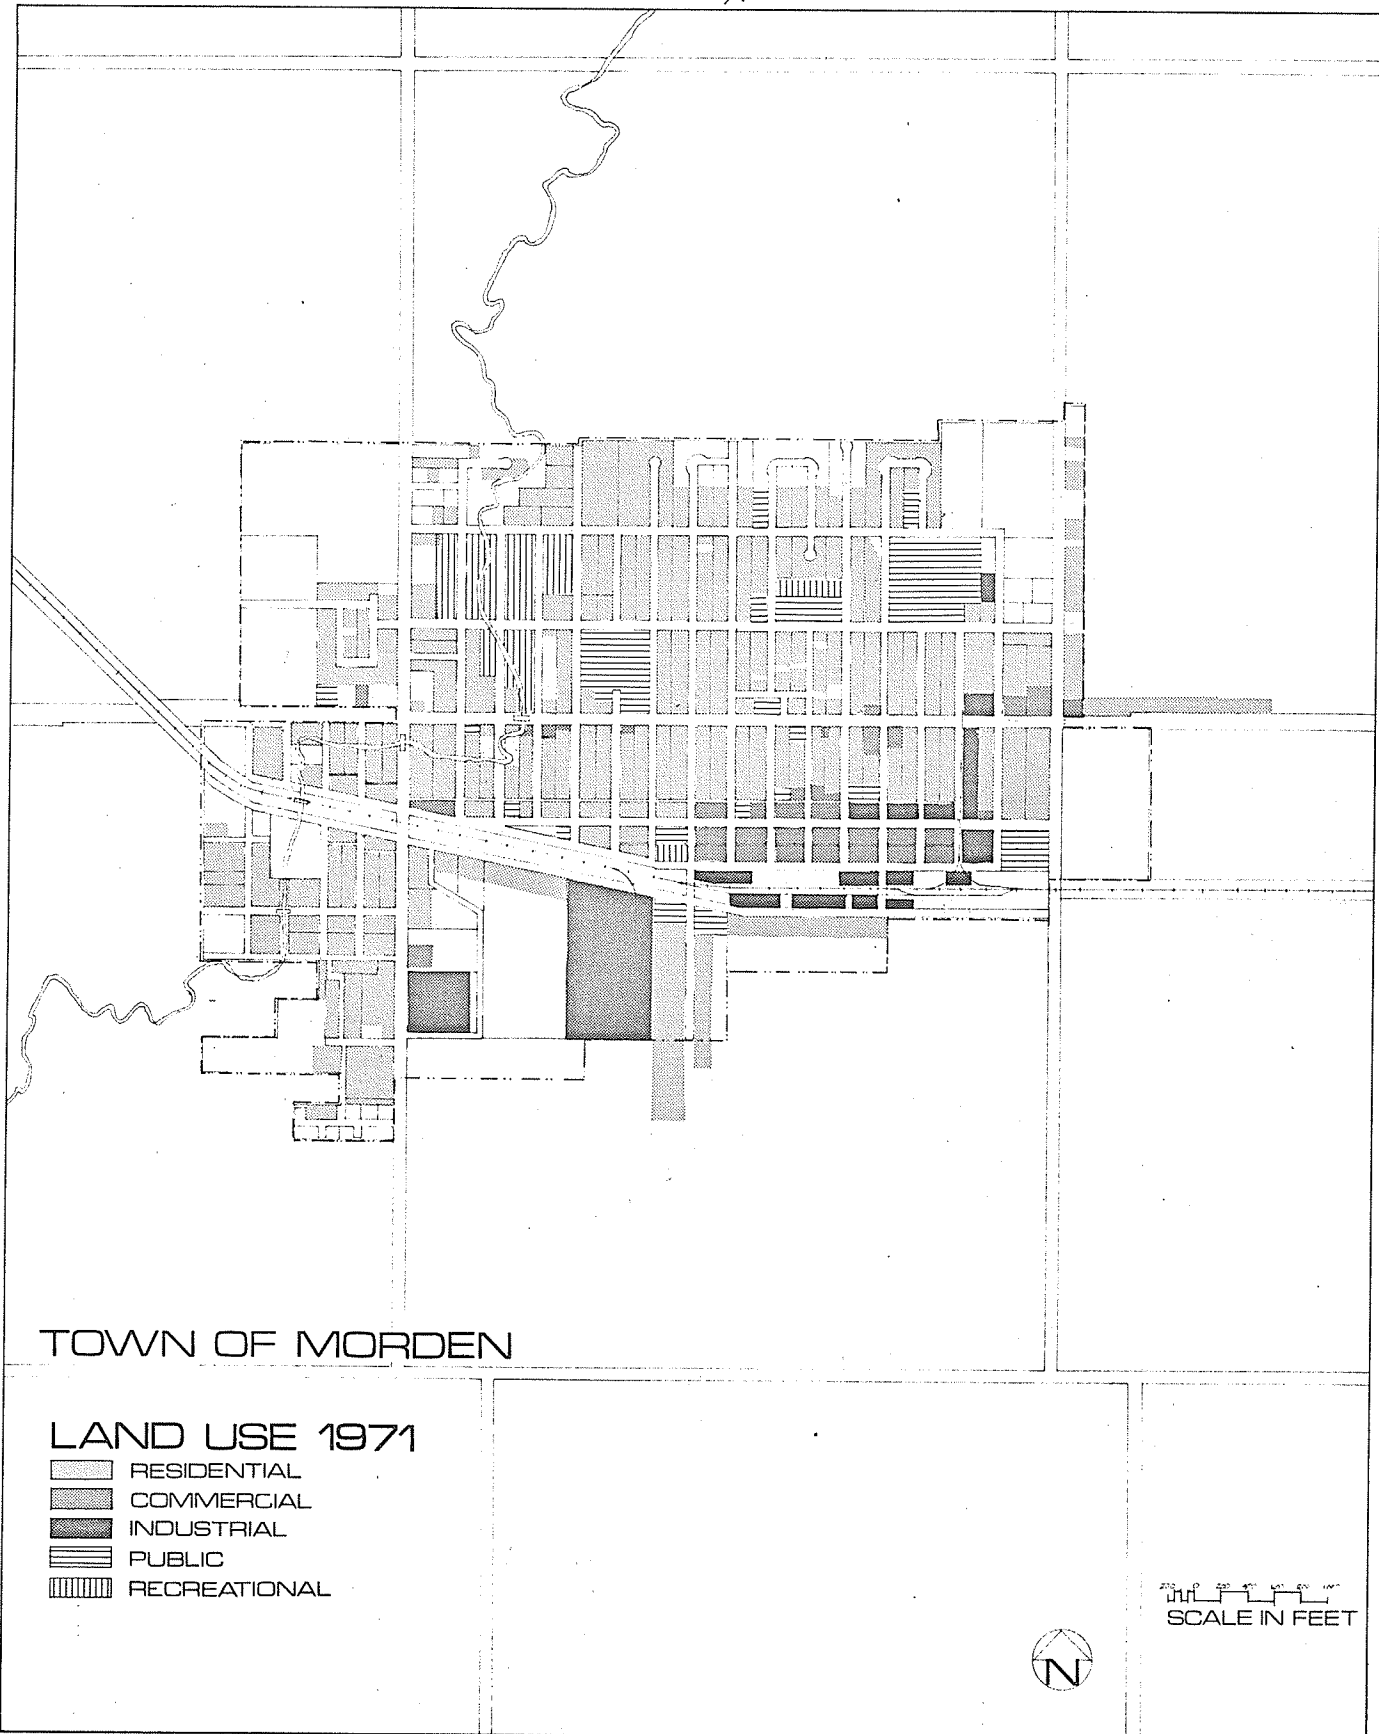 TOWN OF MORDEN
LAND USE 1971
RESIDENTIAL
COMMERCIAL
INDUSTRIAL
PUBLIC
RECREATIONAL
SCALE IN FEET
N